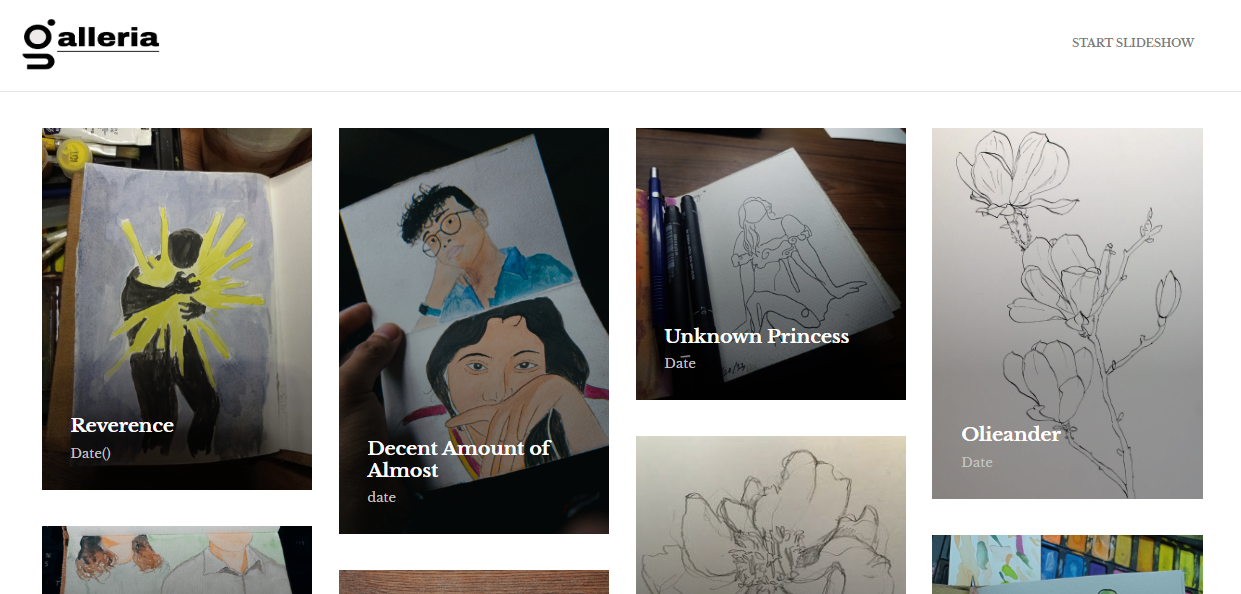 galleria
START SLIDESHOW
Reverence
Date()
Decent Amount of
Almost
date
Unknown Princess
Date
Olieander
Date